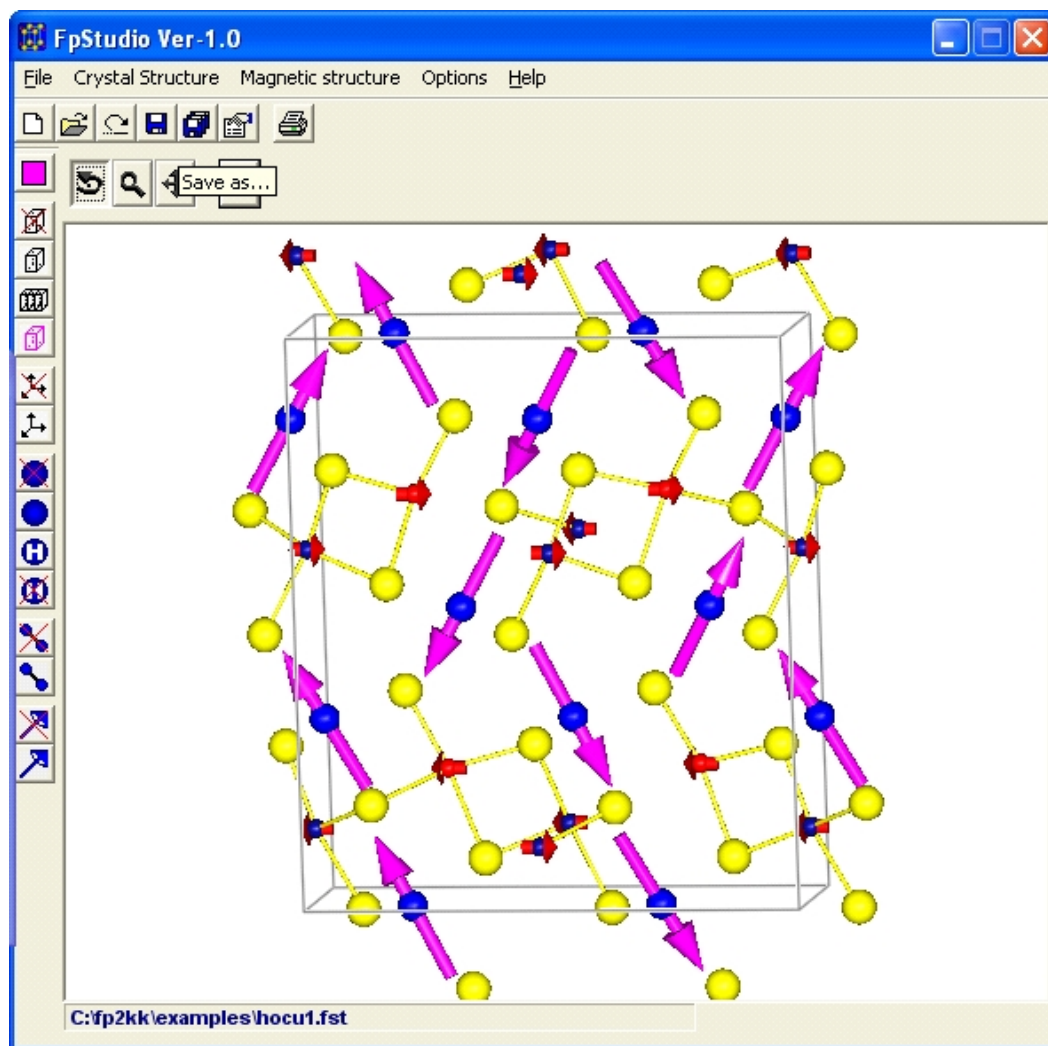 FpStudio Ver-1.0
File Crystal Structure Magnetic structure Options Help
Save as...
C:\fp2kk\examples\hocu1.fst